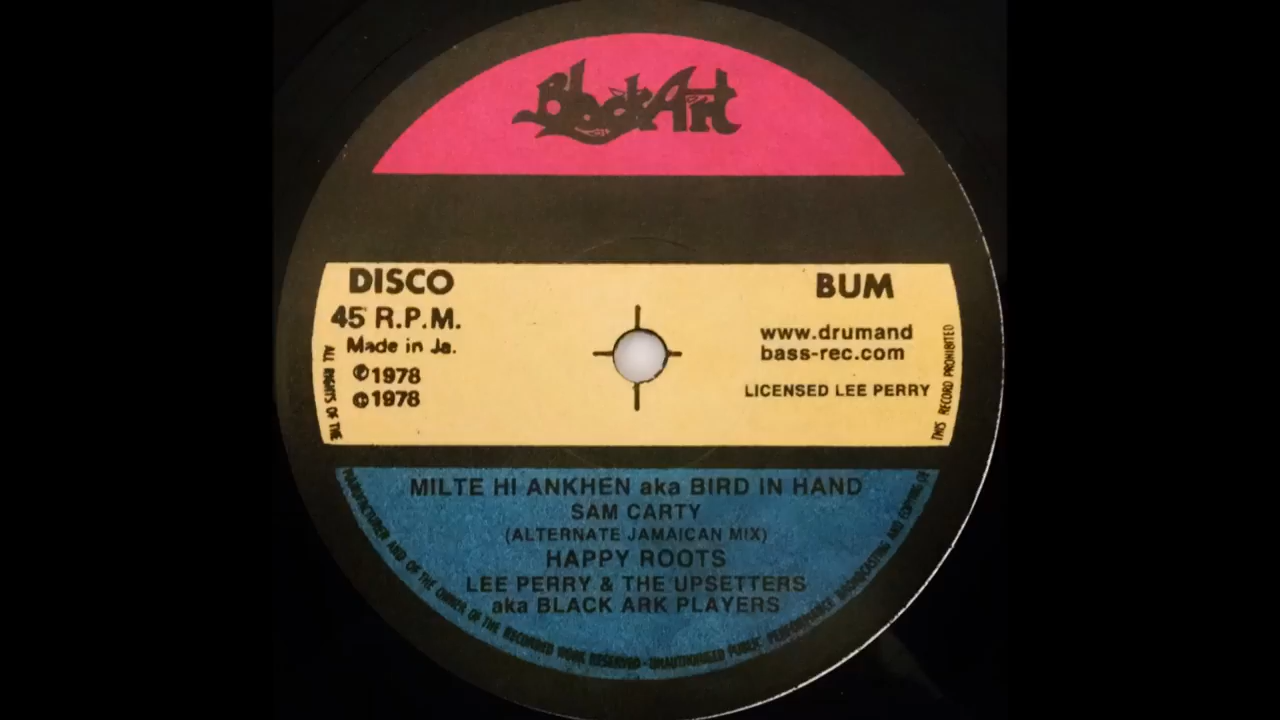 Black Art
DISCO
45 R.P.M.
Made in Ja.
℗1978
©1978
BUM
www.drumand
bass-rec.com
LICENSED LEE PERRY
MILTE HI ANKHEN aka BIRD IN HAND
SAM CARTY
(ALTERNATE JAMAICAN MIX)
HAPPY ROOTS
LEE PERRY & THE UPSETTERS
aka BLACK ARK PLAYERS
ALL RIGHTS OF THE
MANUFACTURER AND OF THE OWNER OF THE RECORDED WORK RESERVED - UNAUTHORISED PUBLIC PERFORMANCE BROADCASTING AND COPYING OF
THIS RECORD PROHIBITED